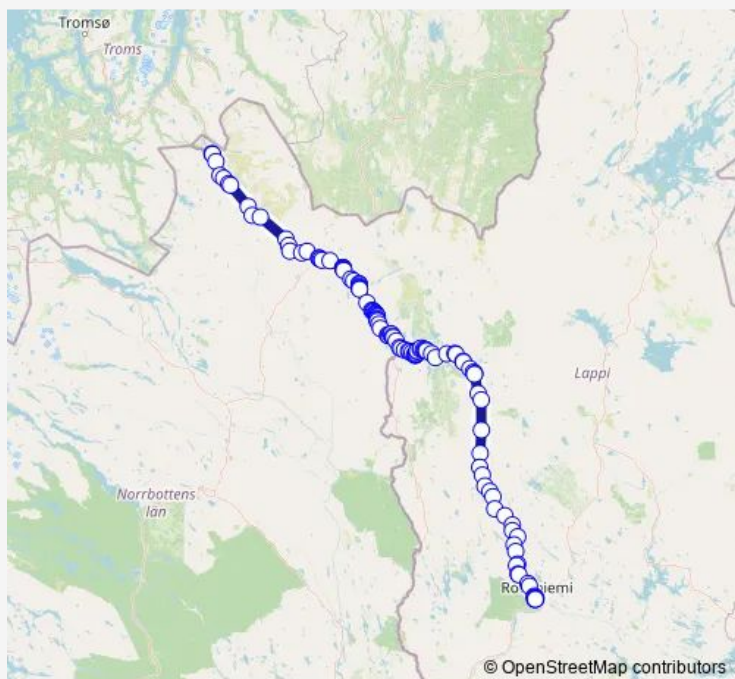 Tromsø
Troms
Lappi
Norrbottens
län
© OpenStreetMap contributors